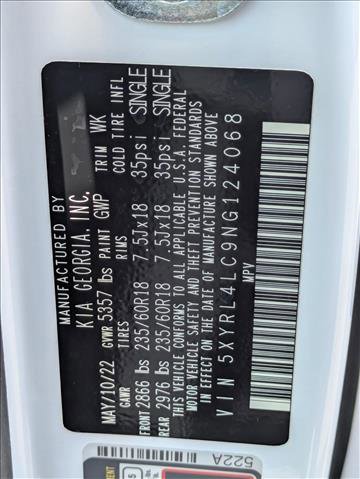 MANUFACTURED BY
KIA GEORGIA, INC.
MAY/10/22 GVWR 5357 lbs PAINT GWP TRIM WK
GAWR TIRES RIMS COLD TIRE INFL
FRONT 2866 lbs 235/60R18 7.5Jx18 35psi SINGLE
REAR 2976 lbs 235/60R18 7.5Jx18 35psi SINGLE
THIS VEHICLE CONFORMS TO ALL APPLICABLE U.S.A. FEDERAL
MOTOR VEHICLE SAFETY AND THEFT PREVENTION STANDARDS
IN EFFECT ON THE DATE OF MANUFACTURE SHOWN ABOVE
VIN 5XYRL4LC9NG124068
MPV
522A
5